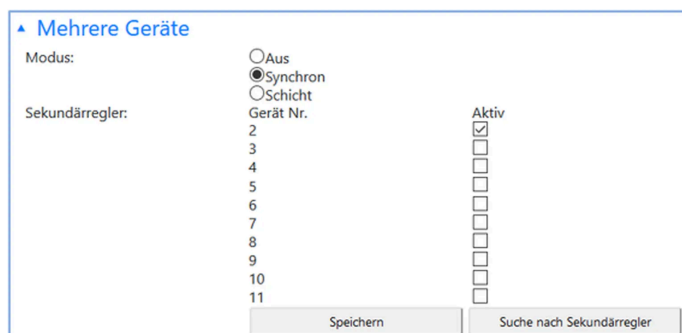 Mehrere Geräte
Modus: Aus
Synchron
Schicht
Sekundärregler: Gerät Nr. Aktiv
2
3
4
5
6
7
8
9
10
11
Speichern Suche nach Sekundärregler